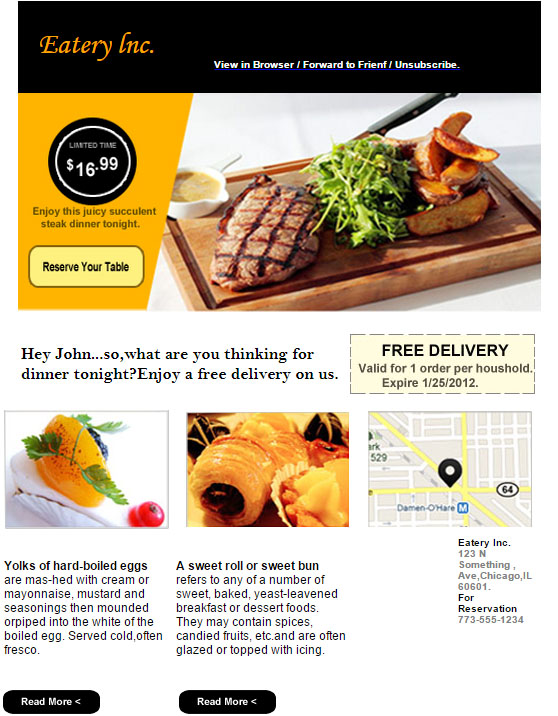 Eatery lnc.
View in Browser / Forward to Frienf / Unsubscribe.
LIMITED TIME
$16.99
Enjoy this juicy succulent
steak dinner tonight.
Reserve Your Table
Hey John...so,what are you thinking for
dinner tonight?Enjoy a free delivery on us.
FREE DELIVERY
Valid for 1 order per houshold.
Expire 1/25/2012.
ark
529
64
Damen-O'Hare M
Yolks of hard-boiled eggs
are mas-hed with cream or
mayonnaise, mustard and
seasonings then mounded
orpiped into the white of the
boiled egg. Served cold,often
fresco.
A sweet roll or sweet bun
refers to any of a number of
sweet, baked, yeast-leavened
breakfast or dessert foods.
They may contain spices,
candied fruits, etc.and are often
glazed or topped with icing.
Eatery Inc.
123 N
Something ,
Ave,Chicago,IL
60601.
For
Reservation
773-555-1234
Read More <
Read More <